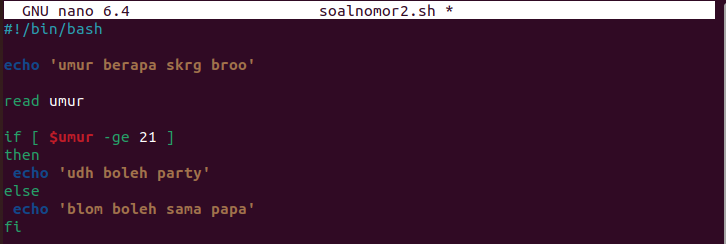 GNU nano 6.4 soalnomor2.sh *
#!/bin/bash
echo 'umur berapa skrg broo'
read umur
if [ $umur -ge 21 ]
then
echo 'udh boleh party'
else
echo 'blom boleh sama papa'
fi